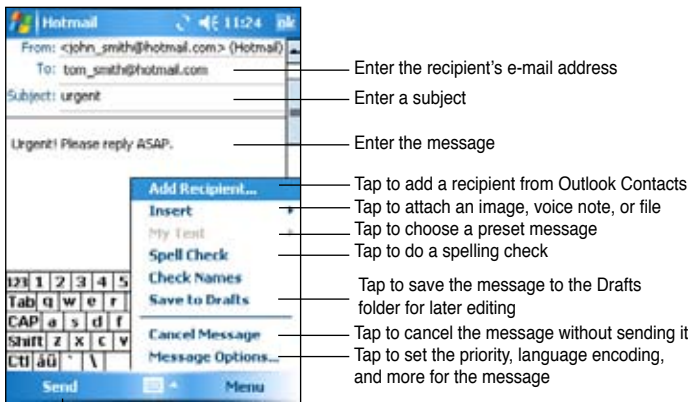 Hotmail 11:24 ok
From: <john_smith@hotmail.com> (Hotmail)
To: tom_smith@hotmail.com
Enter the recipient's e-mail address
Subject: urgent
Enter a subject
Urgent! Please reply ASAP.
Enter the message
Add Recipient...
Tap to add a recipient from Outlook Contacts
Insert
Tap to attach an image, voice note, or file
My Text
Tap to choose a preset message
Spell Check
Tap to do a spelling check
Check Names
Save to Drafts
Tap to save the message to the Drafts
folder for later editing
Cancel Message
Tap to cancel the message without sending it
Message Options...
Tap to set the priority, language encoding,
and more for the message
123 1 2 3 4 5
Tab q w e r
CAP a s d f
Shift z x c v
Ctl áü ` \
Send Menu